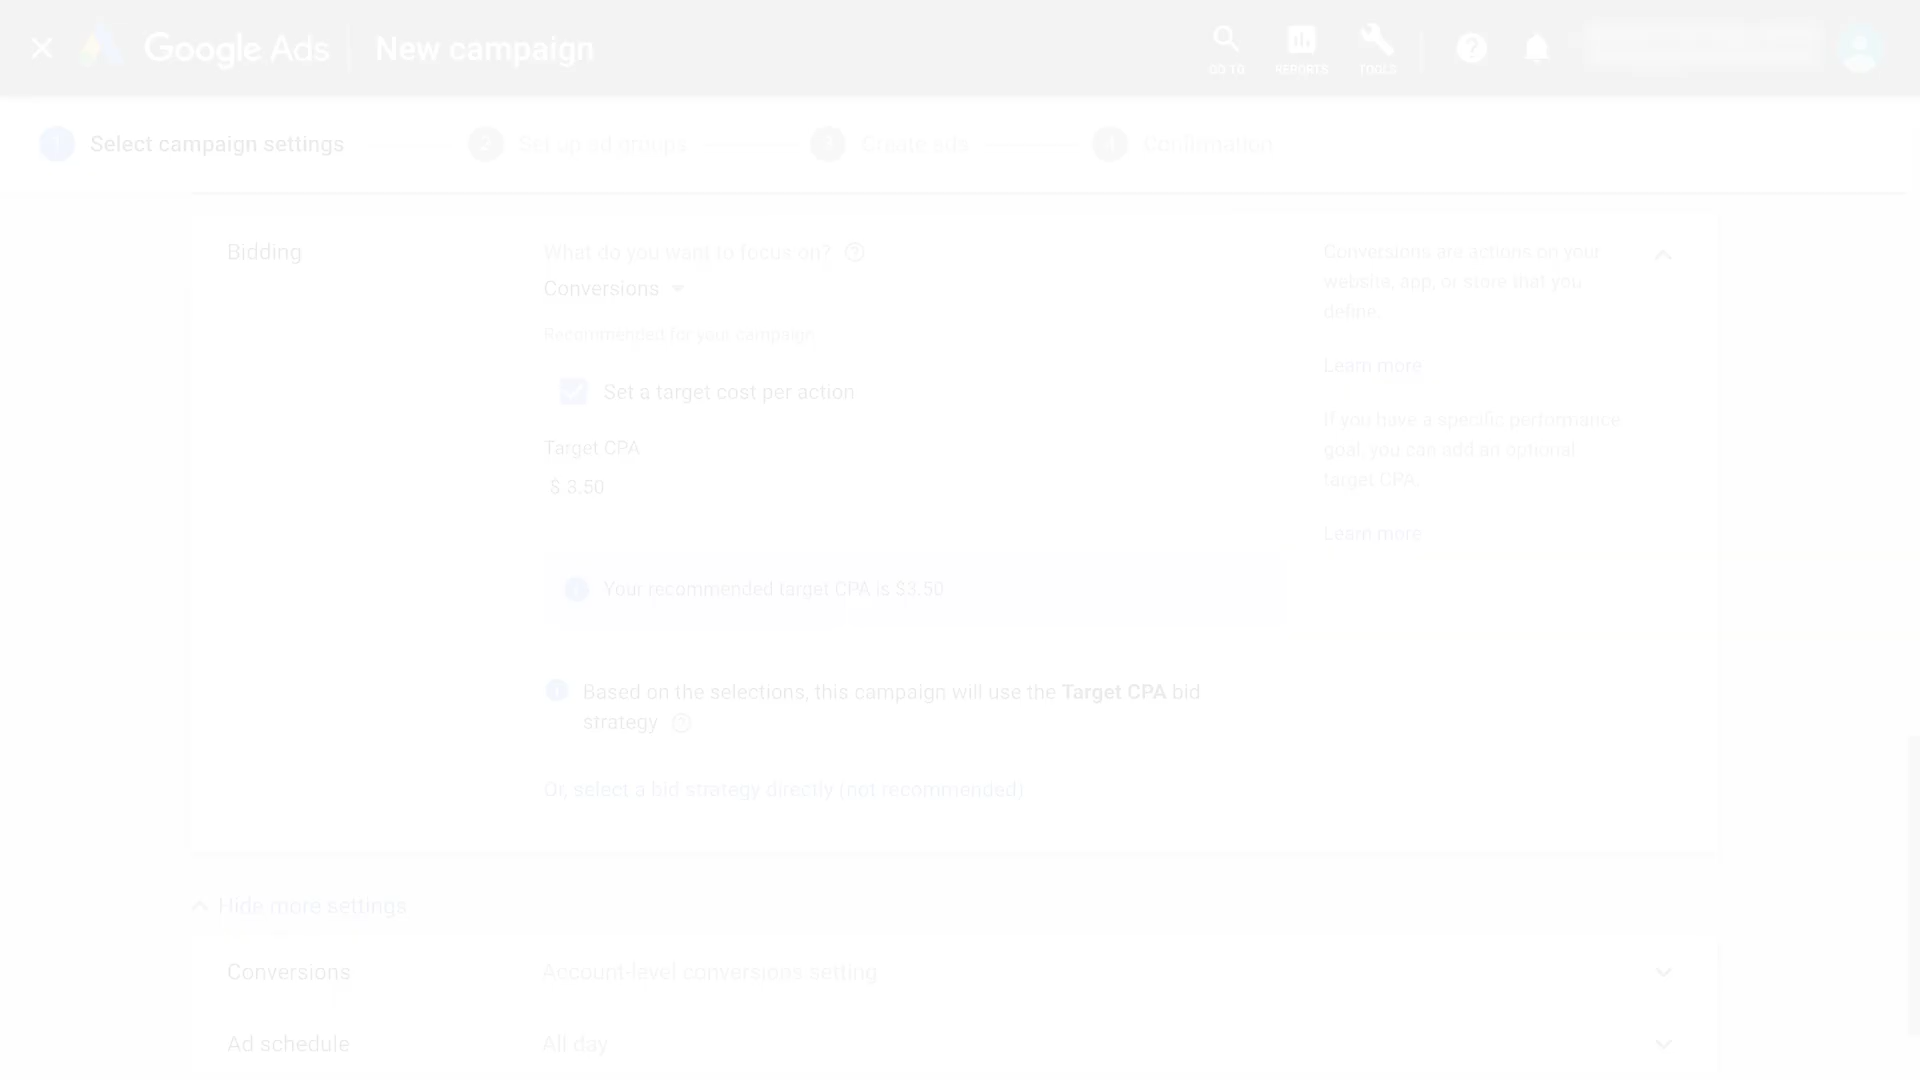 Google Ads
New campaign
GO TO
REPORTS
TOOLS
1 Select campaign settings
2 Set up ad groups
3 Create ads
4 Confirmation
Bidding
What do you want to focus on?
Conversions
Recommended for your campaign
Set a target cost per action
Target CPA
$ 3.50
Your recommended target CPA is $3.50
Based on the selections, this campaign will use the Target CPA bid
strategy
Or, select a bid strategy directly (not recommended)
Conversions are actions on your
website, app, or store that you
define.
Learn more
If you have a specific performance
goal, you can add an optional
target CPA.
Learn more
Hide more settings
Conversions
Account-level conversions setting
Ad schedule
All day